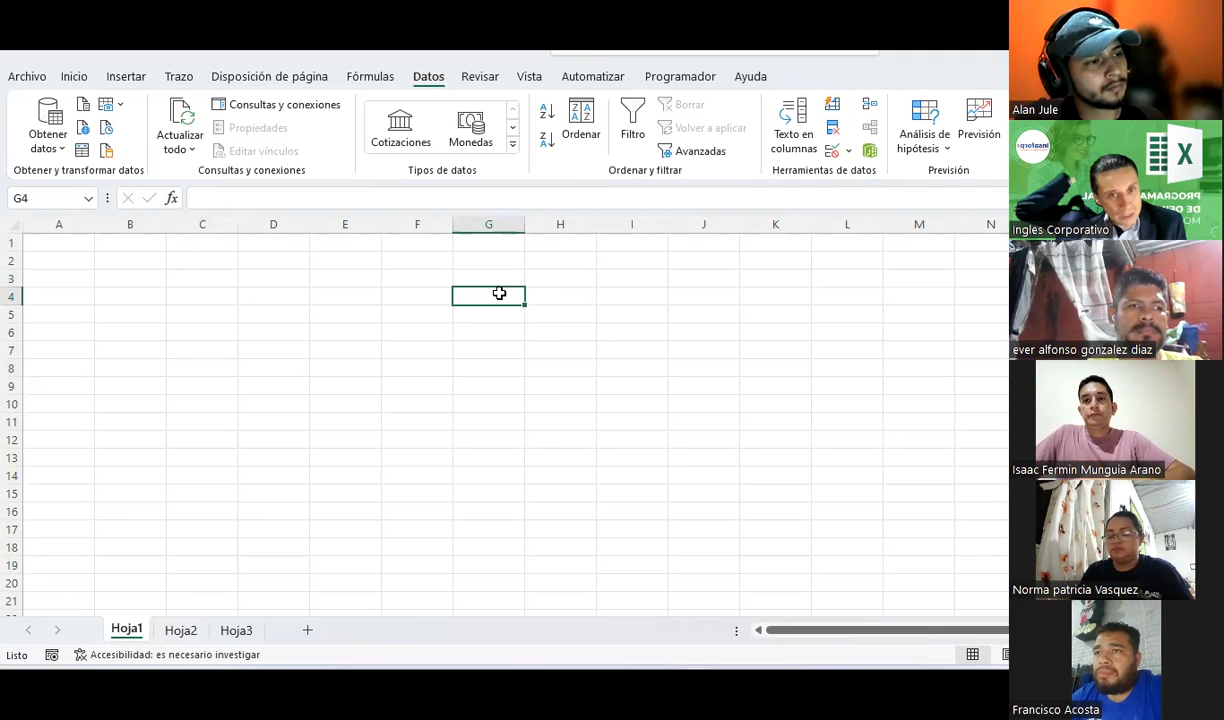 Archivo Inicio Insertar Trazo Disposición de página Fórmulas Datos Revisar Vista Automatizar Programador Ayuda
Obtener datos
Actualizar todo
Consultas y conexiones
Propiedades
Editar vínculos
Cotizaciones
Monedas
Ordenar
Filtro
Borrar
Volver a aplicar
Avanzadas
Texto en columnas
Análisis de hipótesis
Previsión
Obtener y transformar datos
Consultas y conexiones
Tipos de datos
Ordenar y filtrar
Herramientas de datos
Previsión
G4
fx
A B C D E F G H I J K L M N
1
2
3
4
5
6
7
8
9
10
11
12
13
14
15
16
17
18
19
20
21
Hoja1 Hoja2 Hoja3
Listo
Accesibilidad: es necesario investigar
Alan Jule
Insaforp
X
Ingles Corporativo
ever alfonso gonzalez diaz
Isaac Fermin Munguia Arano
Norma patricia Vasquez
Francisco Acosta